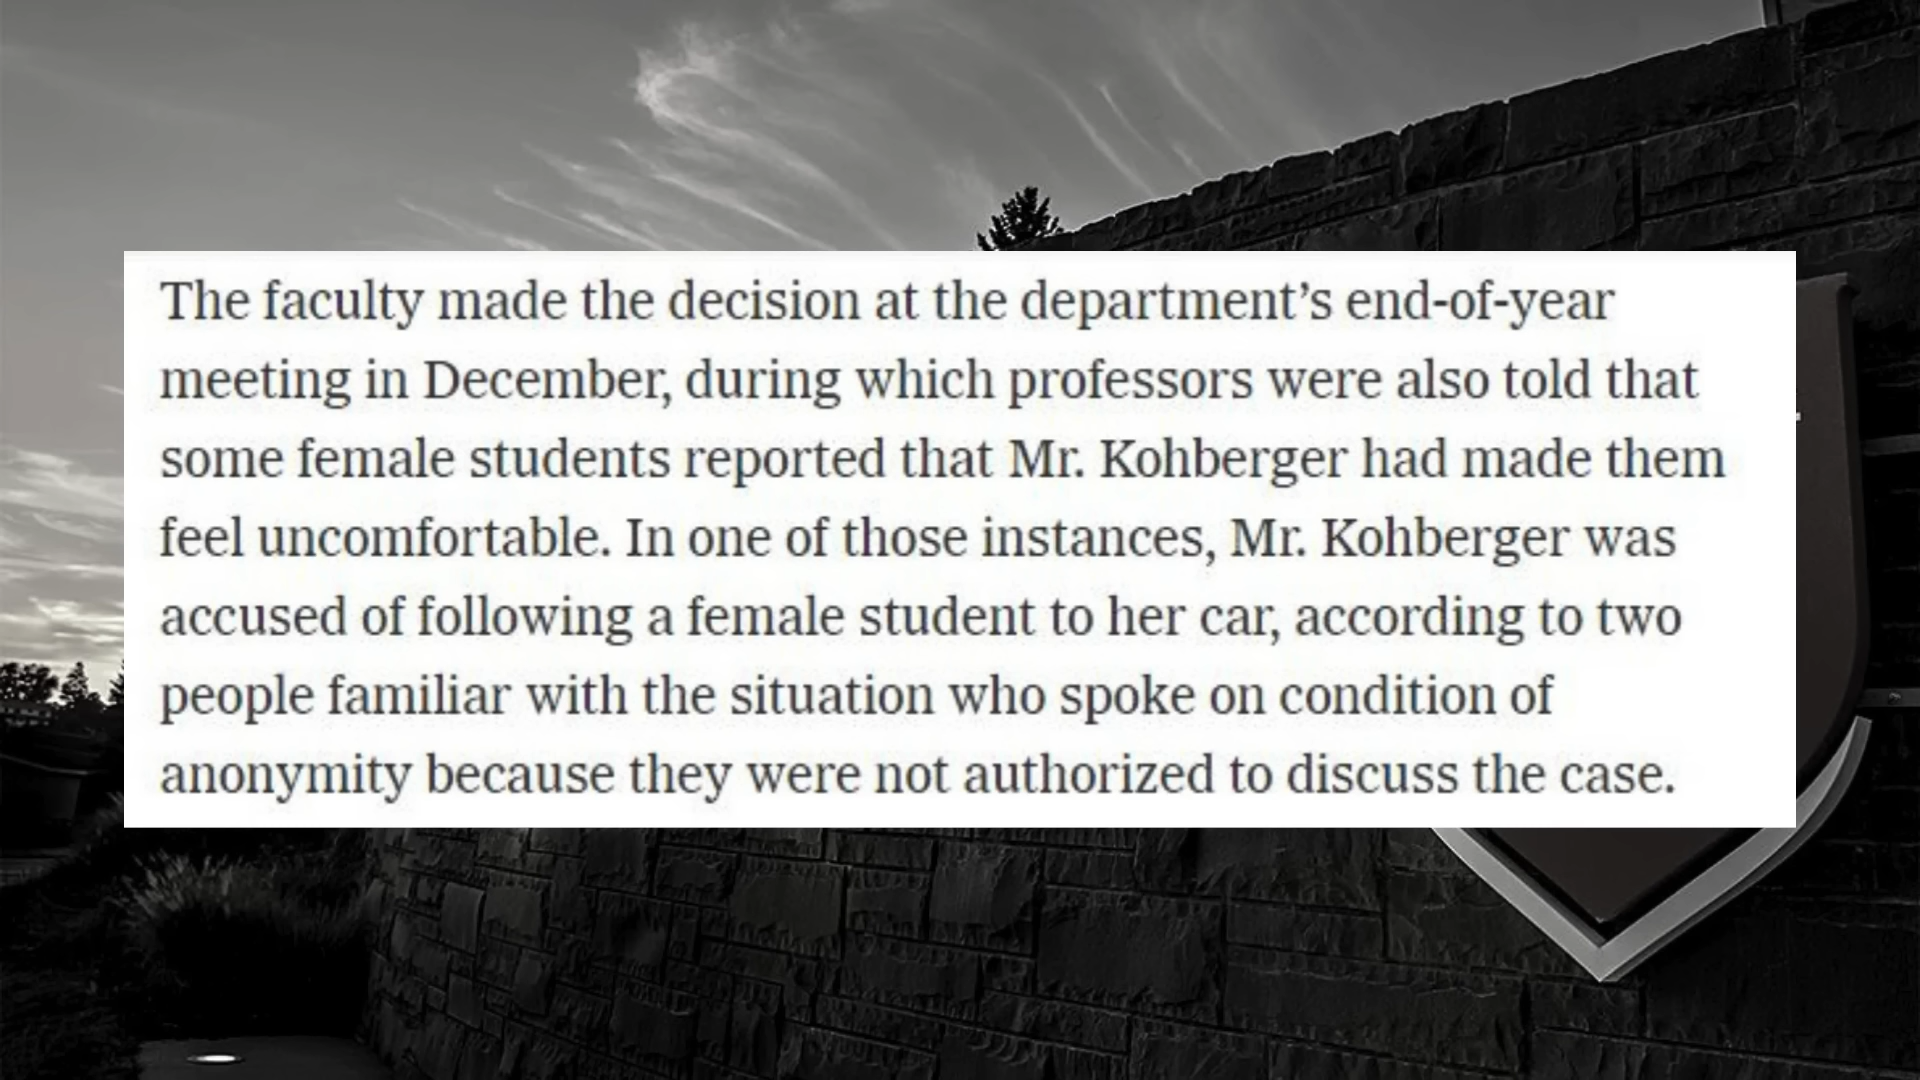 The faculty made the decision at the department’s end-of-year
meeting in December, during which professors were also told that
some female students reported that Mr. Kohberger had made them
feel uncomfortable. In one of those instances, Mr. Kohberger was
accused of following a female student to her car, according to two
people familiar with the situation who spoke on condition of
anonymity because they were not authorized to discuss the case.